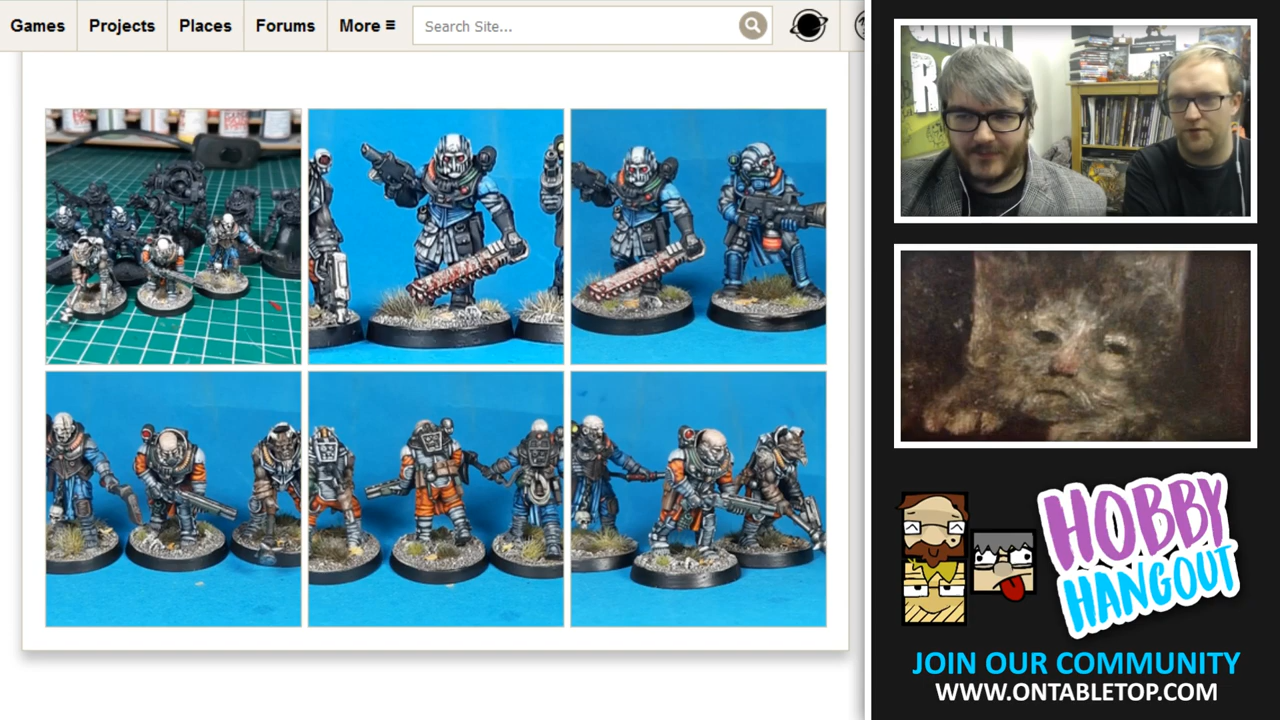 Games Projects Places Forums More ≡ Search Site...
HOBBY
HANGOUT
JOIN OUR COMMUNITY
WWW.ONTABLETOP.COM